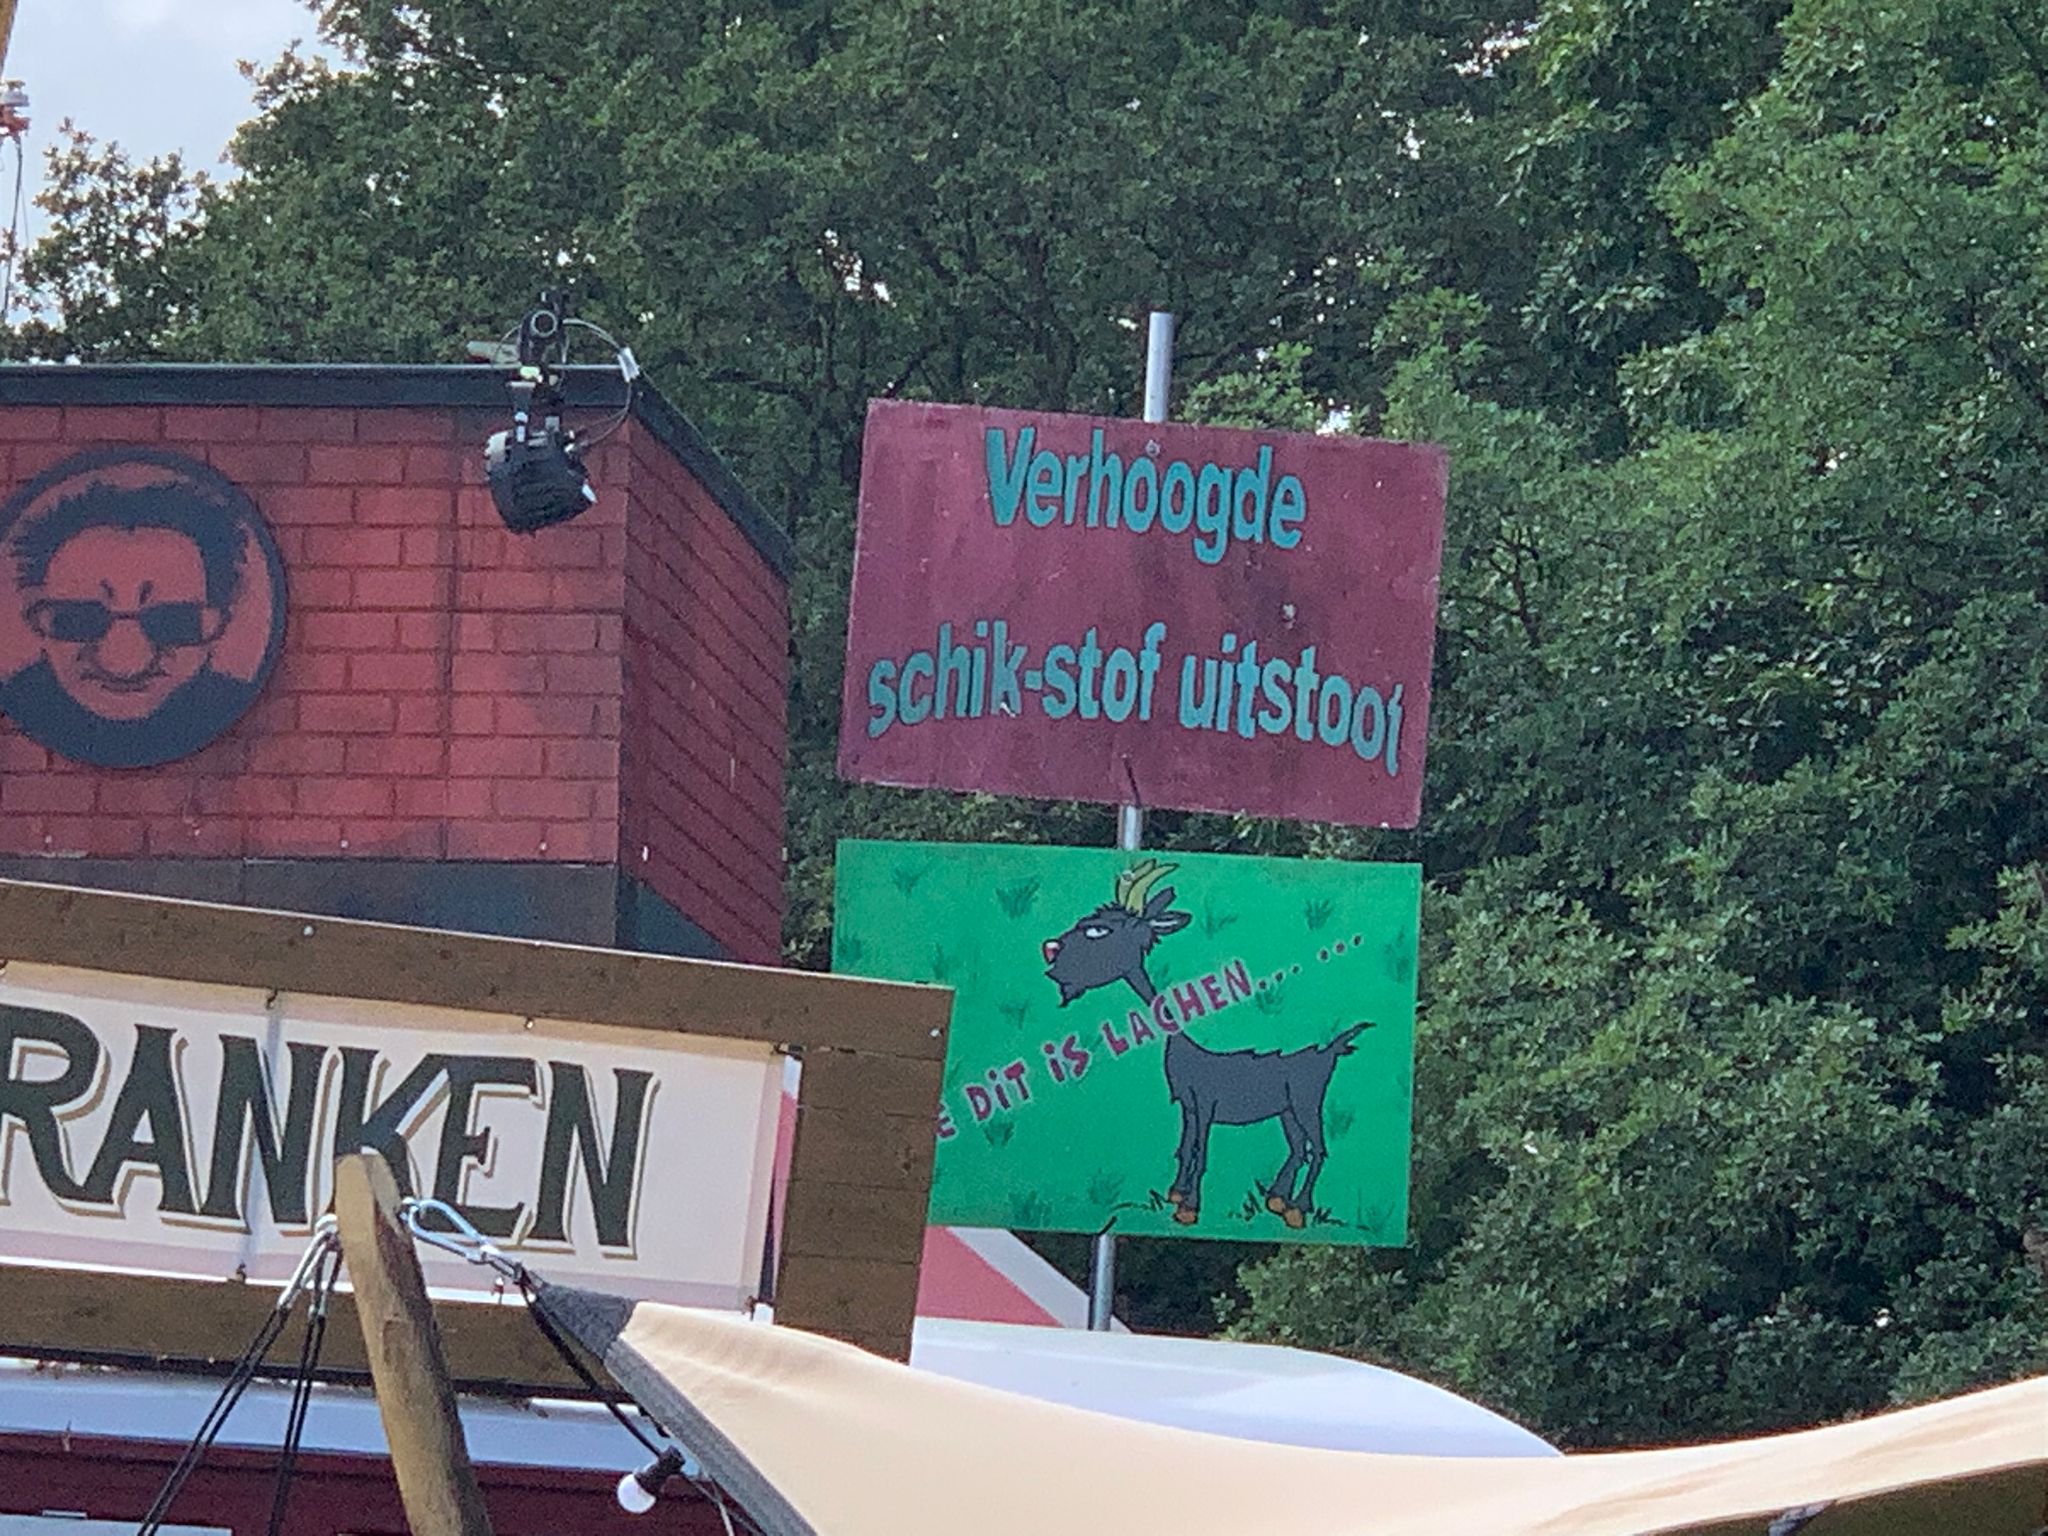 Verhoogde
schik-stof uitstoot
DiT iS LACHEN... ...
RANKEN